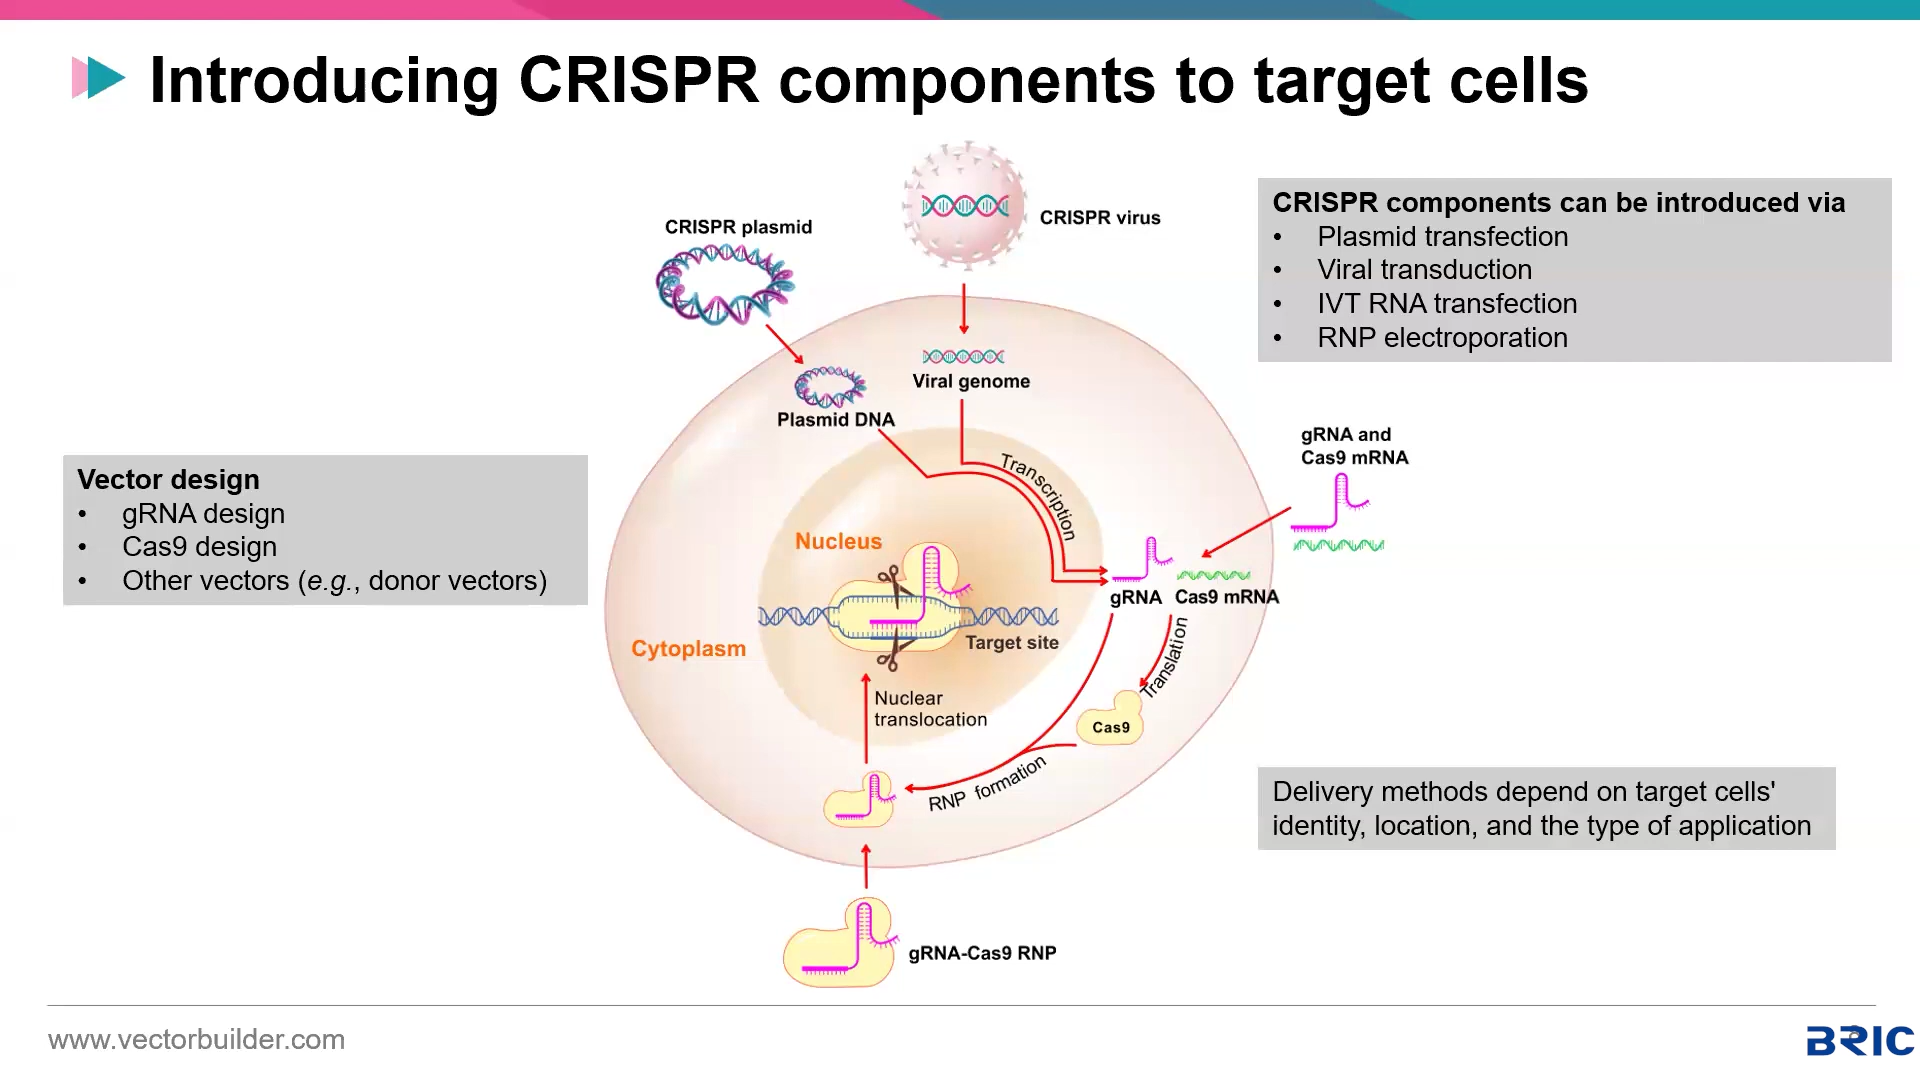 Introducing CRISPR components to target cells
CRISPR plasmid
CRISPR virus
CRISPR components can be introduced via
• Plasmid transfection
• Viral transduction
• IVT RNA transfection
• RNP electroporation
Viral genome
Plasmid DNA
Transcription
gRNA and
Cas9 mRNA
Vector design
• gRNA design
• Cas9 design
• Other vectors (e.g., donor vectors)
Nucleus
gRNA
Cas9 mRNA
Cytoplasm
Target site
Translation
Nuclear
translocation
Cas9
RNP formation
Delivery methods depend on target cells'
identity, location, and the type of application
gRNA-Cas9 RNP
www.vectorbuilder.com
BRIC